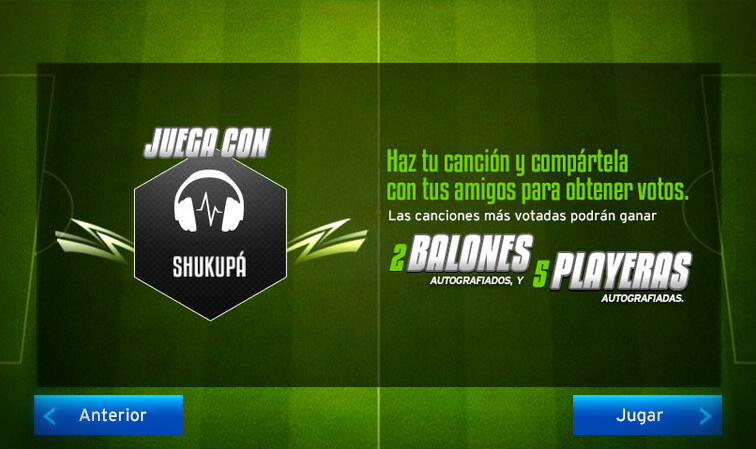 JUEGA CON
SHUKUPÁ
Haz tu canción y compártela
con tus amigos para obtener votos.
Las canciones más votadas podrán ganar
2 BALONES
AUTOGRAFIADOS, Y
5 PLAYERAS
AUTOGRAFIADAS.
Anterior
Jugar